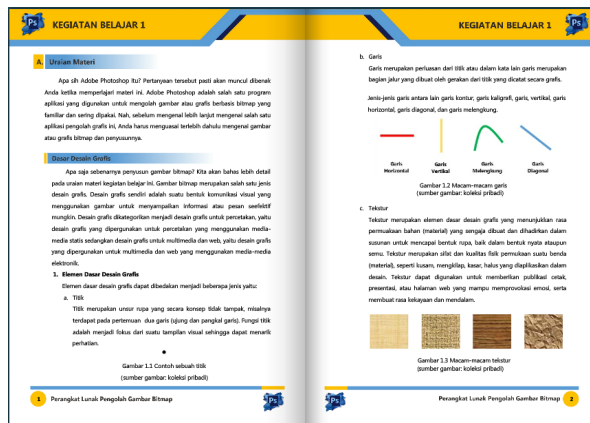 Ps
KEGIATAN BELAJAR 1
A. Uraian Materi
Apa sih Adobe Photoshop itu? Pertanyaan tersebut pasti akan muncul dibenak
Anda ketika memperlajari materi ini. Adobe Photoshop adalah salah satu program
aplikasi yang digunakan untuk mengolah gambar atau grafis berbasis bitmap yang
familiar dan sering dipakai. Nah, sebelum mengenal lebih lanjut mengenai salah satu
aplikasi pengolah grafis ini, Anda harus menguasai terlebih dahulu mengenai gambar
atau grafis bitmap dan penyusunnya.
Dasar Desain Grafis
Apa saja sebenarnya penyusun gambar bitmap? Kita akan bahas lebih detail
pada uraian materi kegiatan belajar ini. Gambar bitmap merupakan salah satu jenis
desain grafis. Desain grafis sendiri adalah suatu bentuk komunikasi visual yang
menggunakan gambar untuk menyampaikan informasi atau pesan seefektif
mungkin. Desain grafis dikategorikan menjadi desain grafis untuk percetakan, yaitu
desain grafis yang dipergunakan untuk percetakan yang menggunakan media-
media statis sedangkan desain grafis untuk multimedia dan web, yaitu desain grafis
yang dipergunakan untuk multimedia dan web yang menggunakan media-media
elektronik.
1. Elemen Dasar Desain Grafis
Elemen dasar grafis dapat dibedakan menjadi beberapa jenis yaitu:
a. Titik
Titik merupakan unsur rupa yang secara konsep tidak tampak, misalnya
terdapat pada pertemuan dua garis (ujung dan pangkal garis). Fungsi titik
adalah menjadi fokus dari suatu tampilan visual sehingga dapat menarik
perhatian.
Gambar 1.1 Contoh sebuah titik
(sumber gambar: koleksi pribadi)
1 Perangkat Lunak Pengolah Gambar Bitmap
Ps
KEGIATAN BELAJAR 1
Ps
b. Garis
Garis merupakan perluasan dari titik atau dalam kata lain garis merupakan
bagian jalur yang dibuat oleh gerakan dari titik yang dicatat secara grafis.
Jenis-jenis garis antara lain garis kontur, garis kaligrafi, garis, vertikal, garis
horizontal, garis diagonal, dan garis melengkung.
Garis Horizontal
Garis Vertikal
Garis Melengkung
Garis Diagonal
Gambar 1.2 Macam-macam garis
(sumber gambar: koleksi pribadi)
c. Tekstur
Tekstur merupakan elemen dasar desain grafis yang menunjukkan rasa
permukaan bahan (material) yang sengaja dibuat dan dihadirkan dalam
susunan untuk mencapai bentuk rupa, baik dalam bentuk nyata ataupun
semu. Tekstur merupakan sifat dan kualitas fisik permukaan suatu benda
(material), seperti kusam, mengkilap, kasar, halus yang diaplikasikan dalam
desain. Tekstur dapat digunakan untuk memberikan publikasi cetak,
presentasi, atau halaman web yang mampu memprovokasi emosi, serta
membuat rasa kekayaan dan mendalam.
Gambar 1.3 Macam-macam tekstur
(sumber gambar: koleksi pribadi)
Ps
Perangkat Lunak Pengolah Gambar Bitmap 2